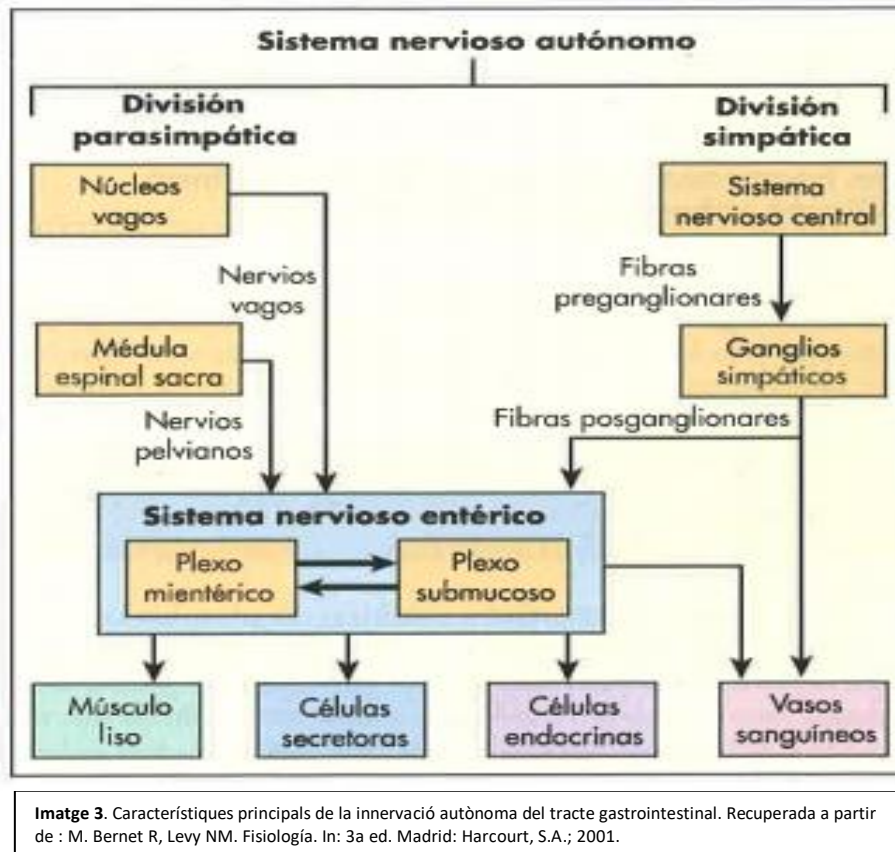 Sistema nervioso autónomo
División
parasimpática
División
simpática
Núcleos
vagos
Sistema
nervioso central
Nervios
vagos
Fibras
preganglionares
Médula
espinal sacra
Ganglios
simpáticos
Nervios
pelvianos
Fibras posganglionares
Sistema nervioso entérico
Plexo
mientérico
Plexo
submucoso
Músculo
liso
Células
secretoras
Células
endocrinas
Vasos
sanguíneos
Imatge 3. Característiques principals de la innervació autònoma del tracte gastrointestinal. Recuperada a partir
de : M. Bernet R, Levy NM. Fisiología. In: 3a ed. Madrid: Harcourt, S.A.; 2001.